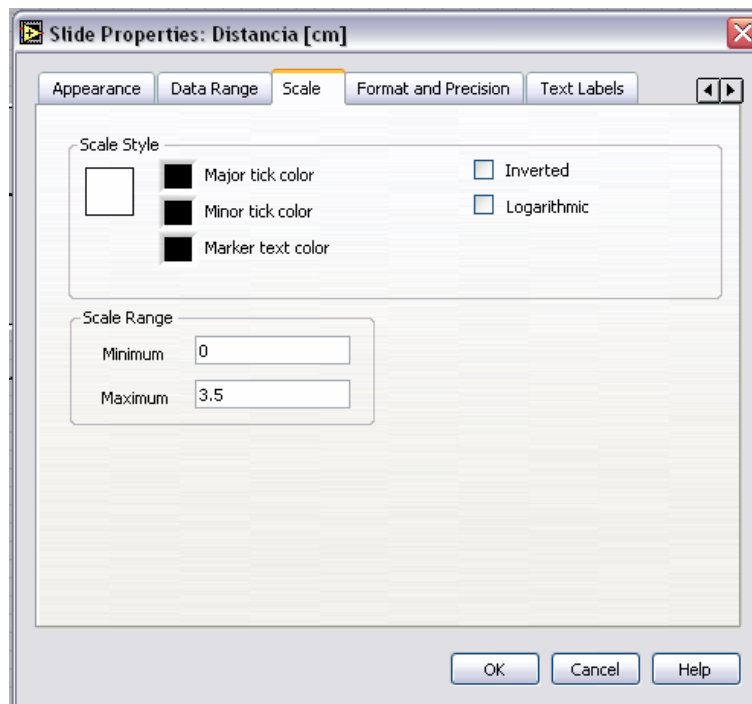 Slide Properties: Distancia [cm]
Appearance Data Range Scale Format and Precision Text Labels
Scale Style
Major tick color
Minor tick color
Marker text color
Inverted
Logarithmic
Scale Range
Minimum 0
Maximum 3.5
OK Cancel Help